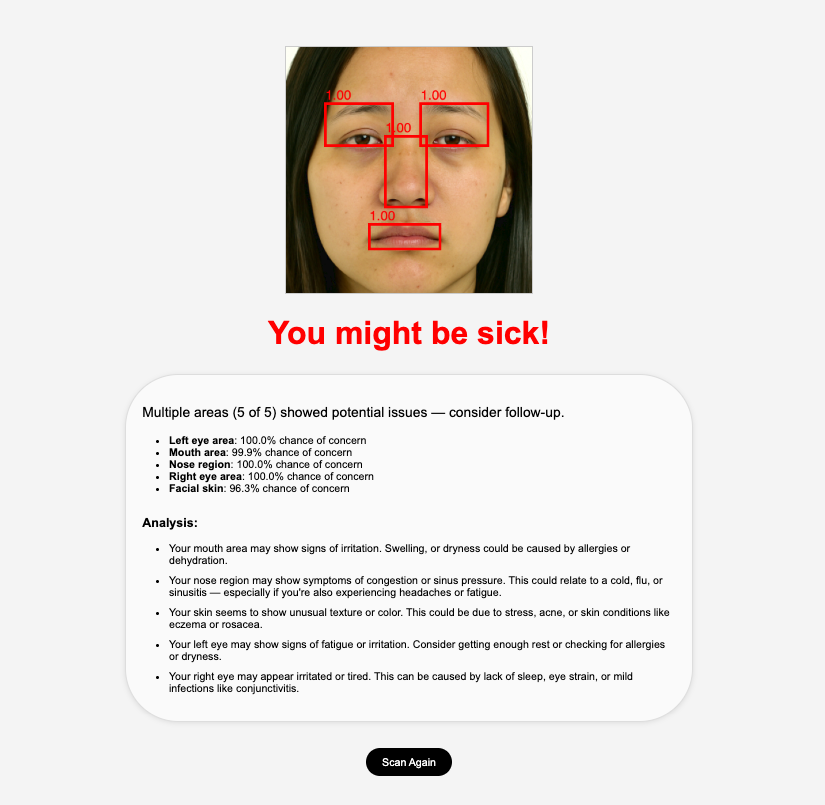 1.00
1.00
1.00
1.00
You might be sick!
Multiple areas (5 of 5) showed potential issues — consider follow-up.
• Left eye area: 100.0% chance of concern
• Mouth area: 99.9% chance of concern
• Nose region: 100.0% chance of concern
• Right eye area: 100.0% chance of concern
• Facial skin: 96.3% chance of concern
Analysis:
• Your mouth area may show signs of irritation. Swelling, or dryness could be caused by allergies or
dehydration.
• Your nose region may show symptoms of congestion or sinus pressure. This could relate to a cold, flu, or
sinusitis — especially if you're also experiencing headaches or fatigue.
• Your skin seems to show unusual texture or color. This could be due to stress, acne, or skin conditions like
eczema or rosacea.
• Your left eye may show signs of fatigue or irritation. Consider getting enough rest or checking for allergies
or dryness.
• Your right eye may appear irritated or tired. This can be caused by lack of sleep, eye strain, or mild
infections like conjunctivitis.
Scan Again